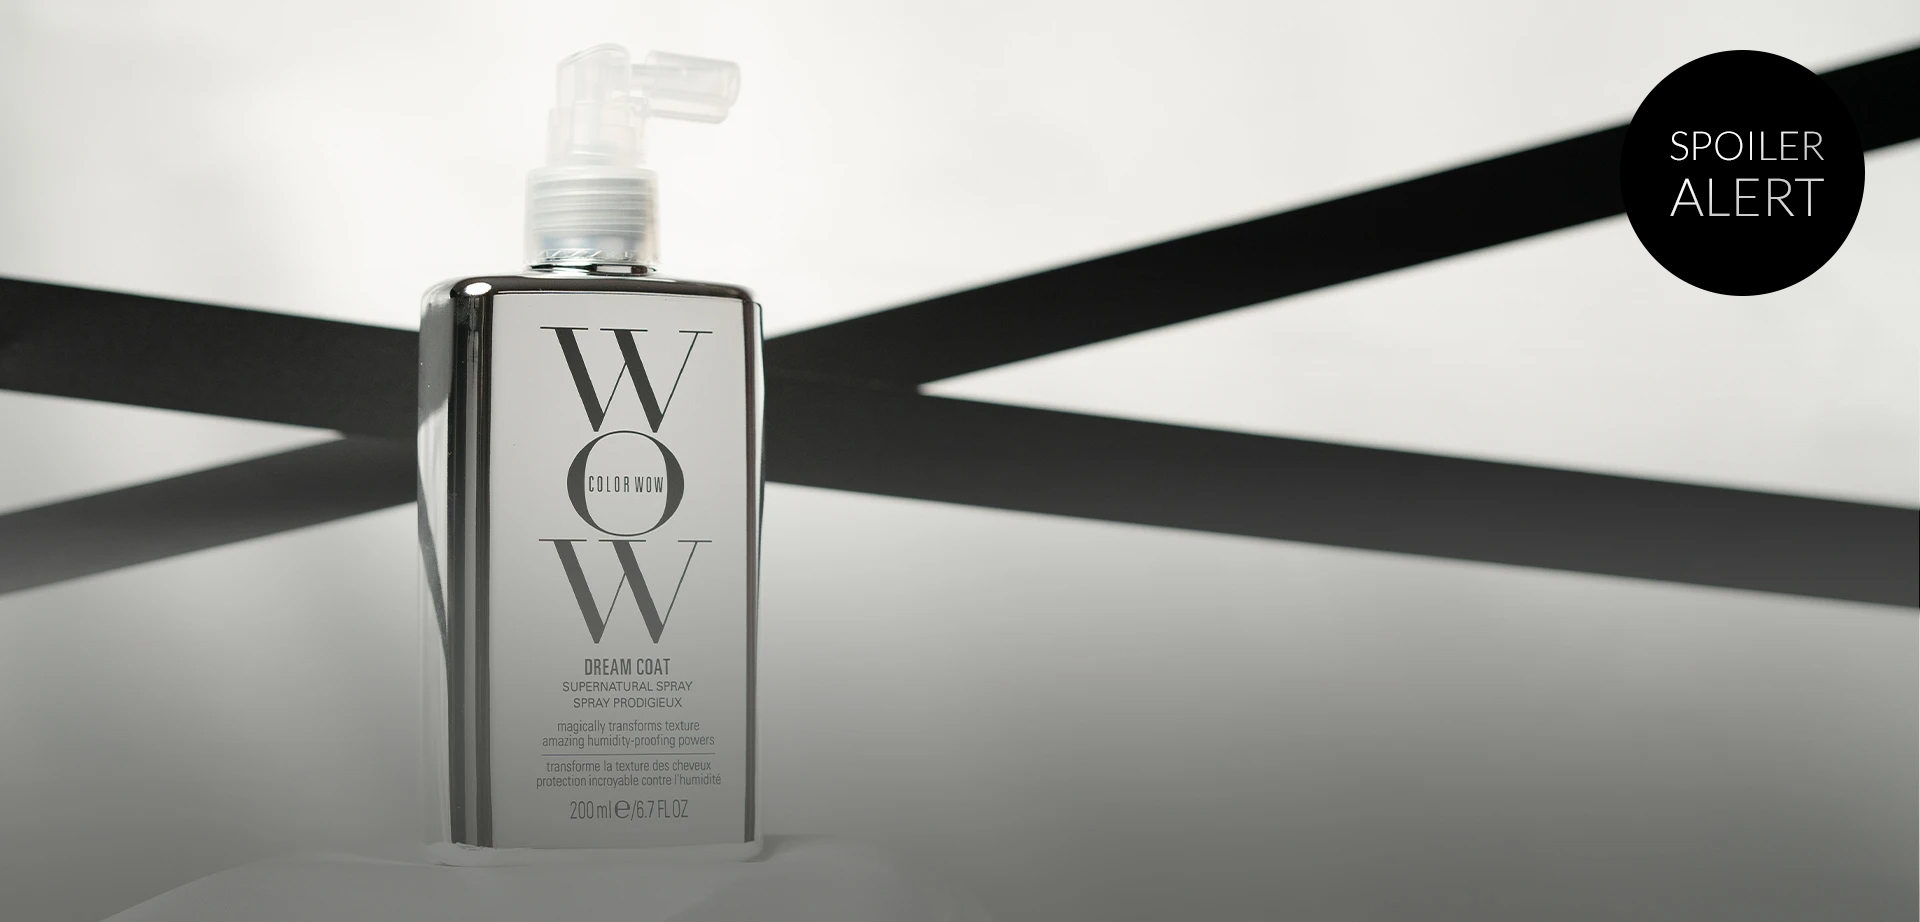 W
COLOR WOW
O
W
DREAM COAT
SUPERNATURAL SPRAY
SPRAY PRODIGIEUX
magically transforms texture
amazing humidity-proofing powers
transforme la texture des cheveux
protection incroyable contre l'humidité
200 ml e/6.7 FL OZ
SPOILER
ALERT